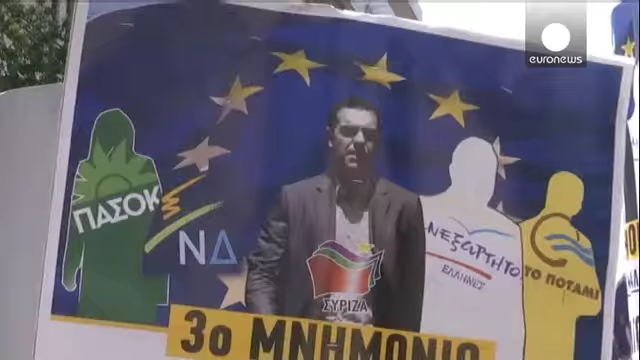 euronews
ΠΑΣΟΚ
ΝΔ
ΣΥΡΙΖΑ
ΑΝΕΞΑΡΤΗΤΟΙ
ΕΛΛΗΝΕΣ
ΤΟ ΠΟΤΑΜΙ
3ο ΜΝΗΜΟΝΙΟ